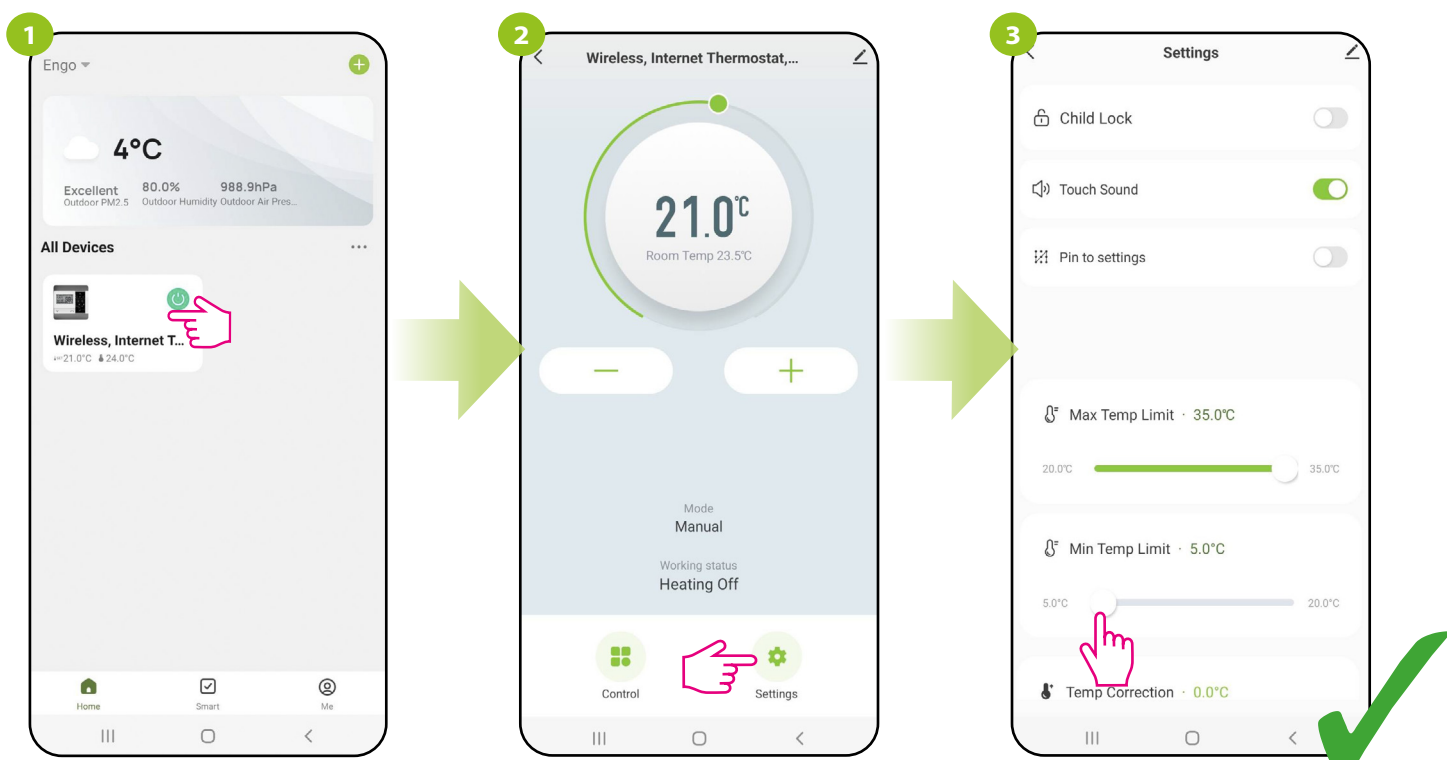 1
Engo
4°C
Excellent 80.0% 988.9hPa
Outdoor PM2.5 Outdoor Humidity Outdoor Air Pres...
All Devices
Wireless, Internet T...
21.0°C 24.0°C
Home Smart Me
2
Wireless, Internet Thermostat,...
21.0°C
Room Temp 23.5°C
Mode
Manual
Working status
Heating Off
Control Settings
3
Settings
Child Lock
Touch Sound
Pin to settings
Max Temp Limit · 35.0°C
20.0°C 35.0°C
Min Temp Limit · 5.0°C
5.0°C 20.0°C
Temp Correction · 0.0°C